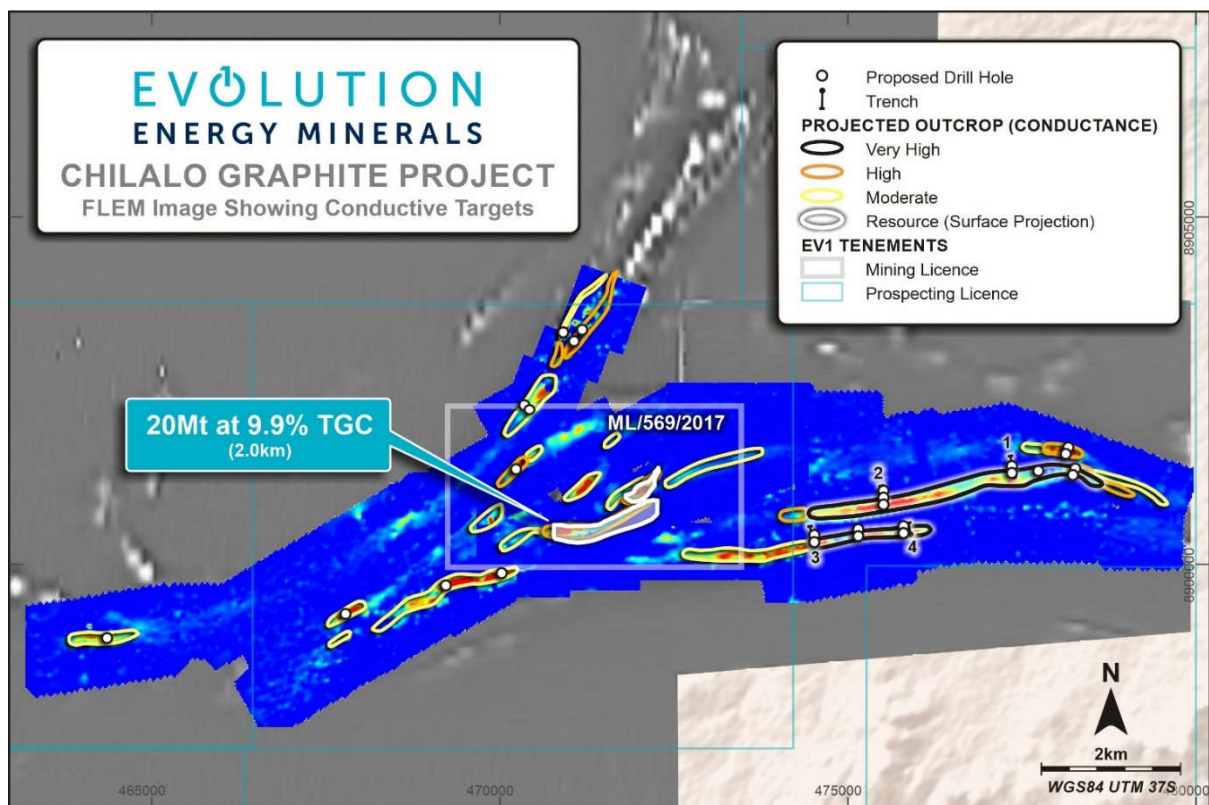 EVOLUTION
ENERGY MINERALS
CHILALO GRAPHITE PROJECT
FLEM Image Showing Conductive Targets
Proposed Drill Hole
Trench
PROJECTED OUTCROP (CONDUCTANCE)
Very High
High
Moderate
Resource (Surface Projection)
EV1 TENEMENTS
Mining Licence
Prospecting Licence
8905000
20Mt at 9.9% TGC
(2.0km)
ML/569/2017
1
2
3
4
8900000
N
2km
WGS84 UTM 37S
465000
470000
475000